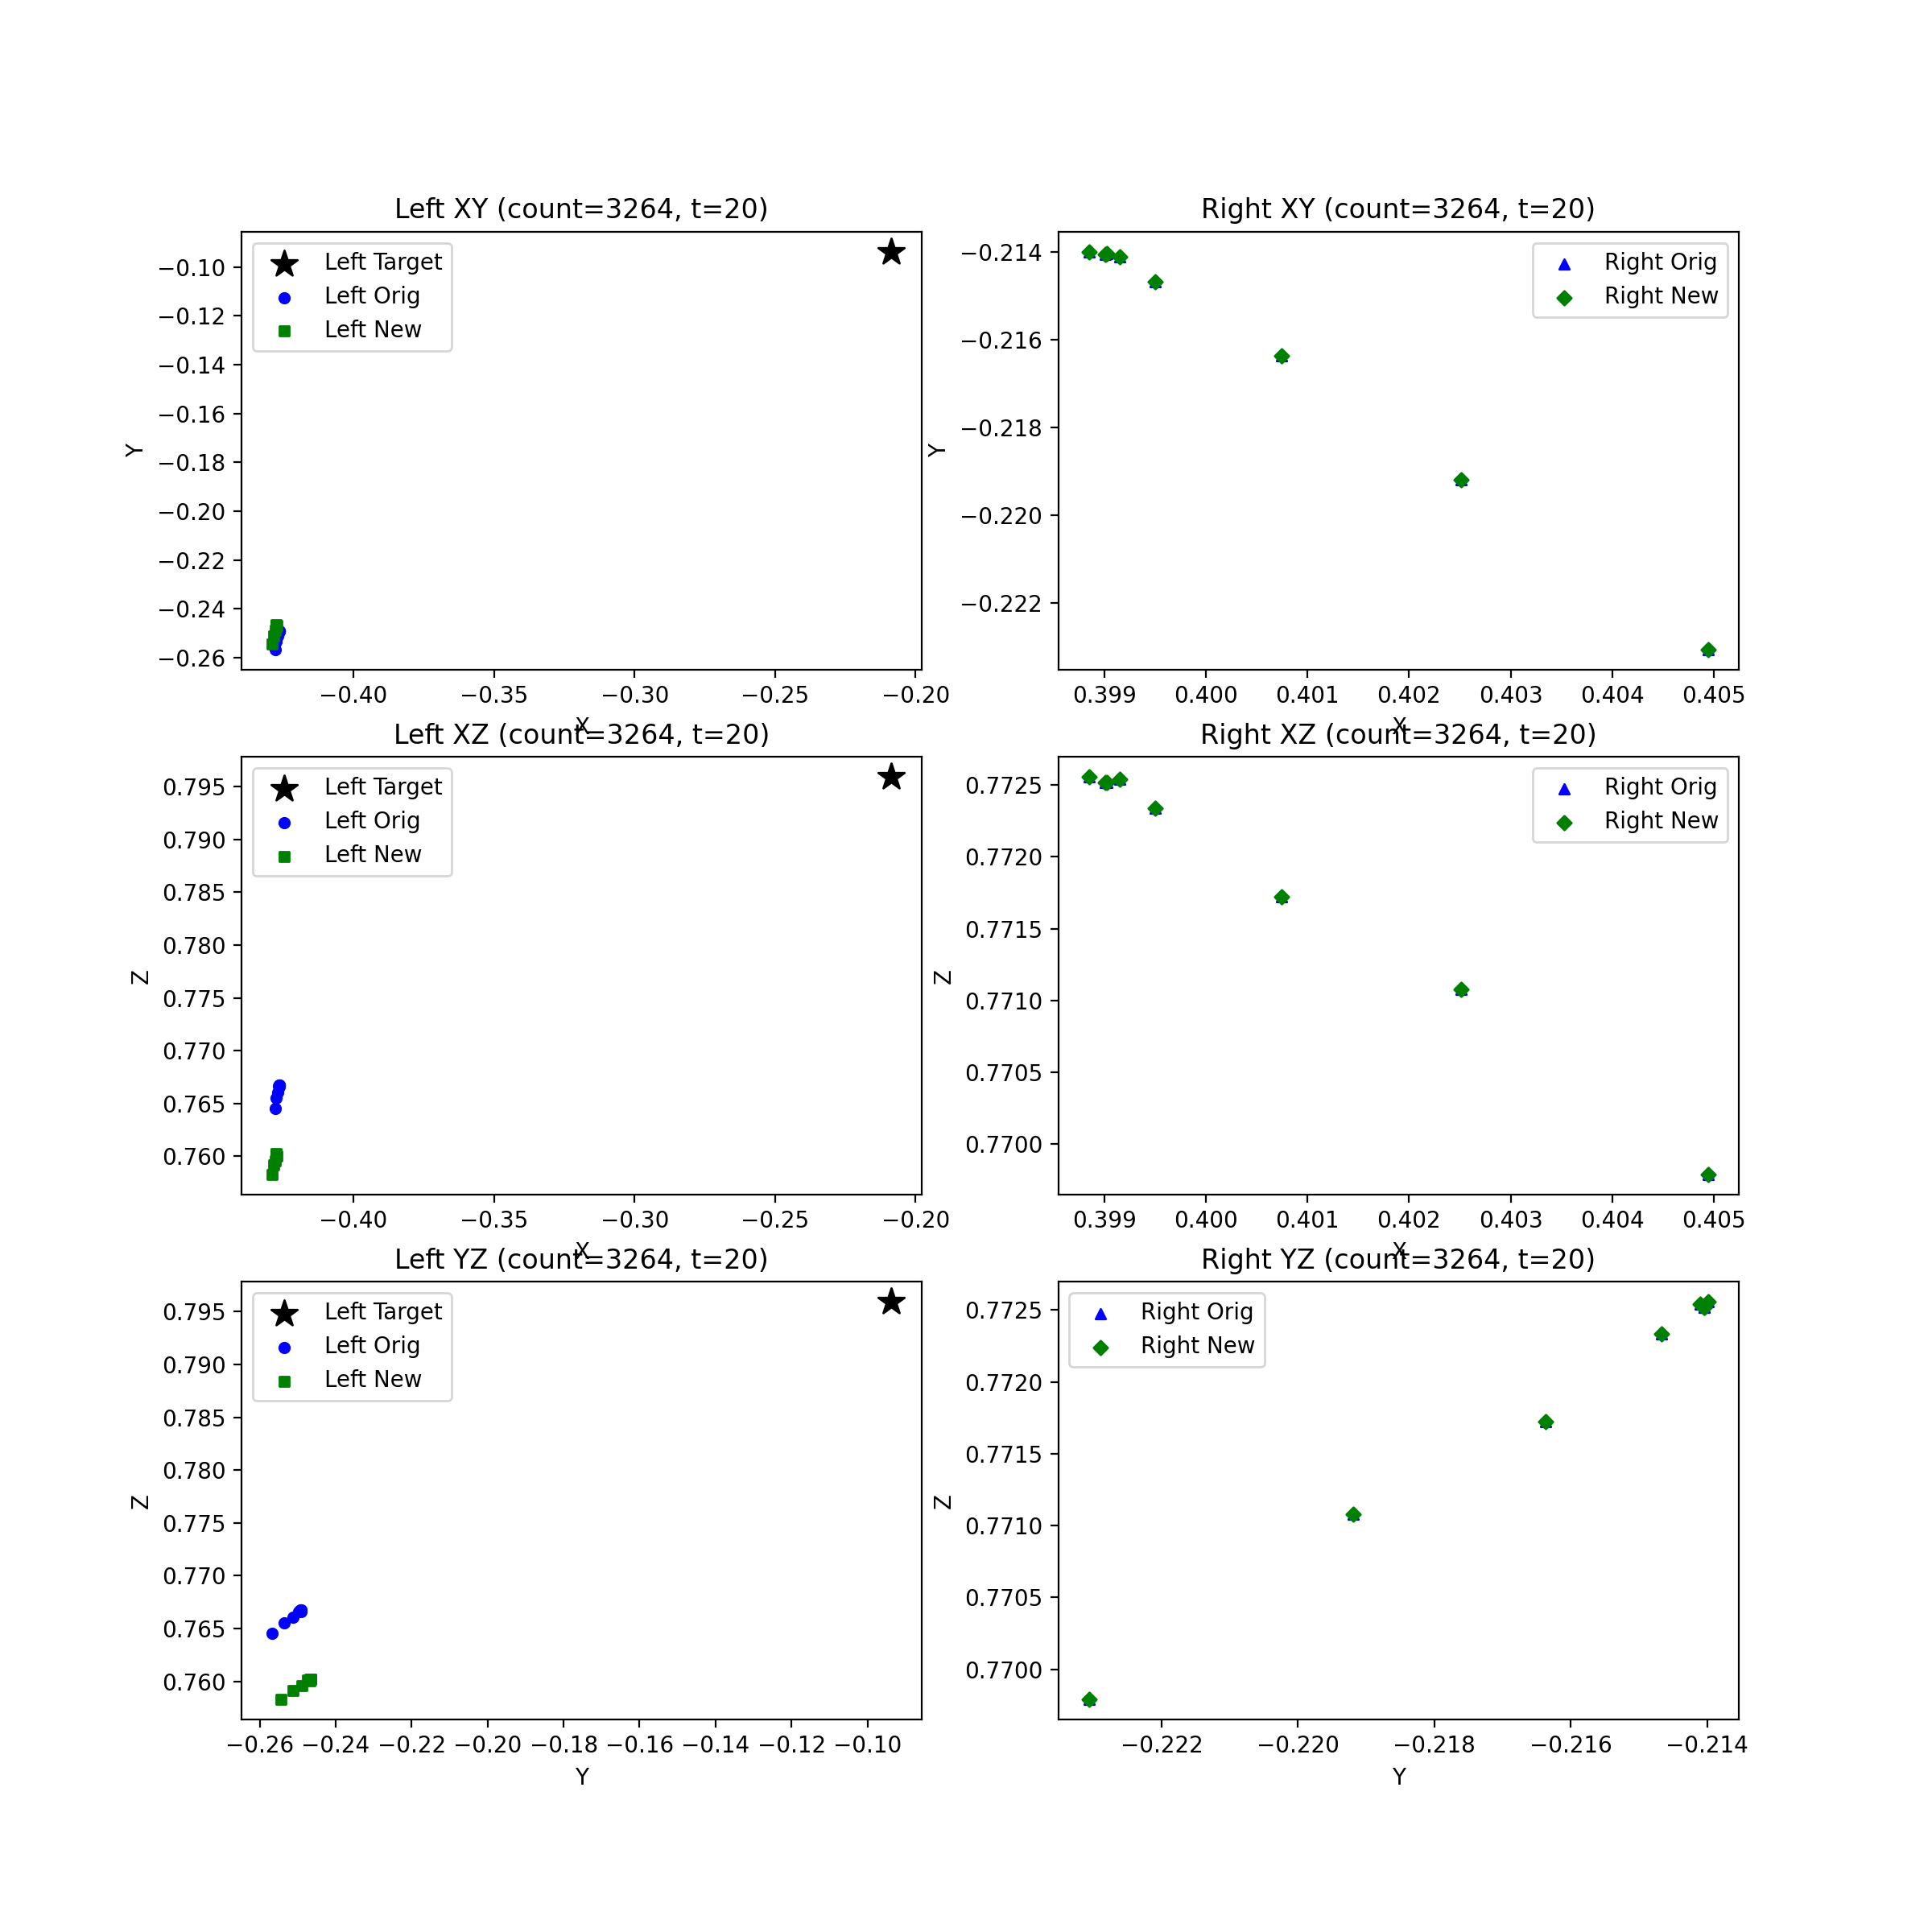 Left XY (count=3264, t=20)
Left Target
Left Orig
Left New
Y
−0.10
−0.12
−0.14
−0.16
−0.18
−0.20
−0.22
−0.24
−0.26
−0.40 −0.35 −0.30 −0.25 −0.20
X
Right XY (count=3264, t=20)
Right Orig
Right New
Y
−0.214
−0.216
−0.218
−0.220
−0.222
0.399 0.400 0.401 0.402 0.403 0.404 0.405
X
Left XZ (count=3264, t=20)
Left Target
Left Orig
Left New
Z
0.795
0.790
0.785
0.780
0.775
0.770
0.765
0.760
−0.40 −0.35 −0.30 −0.25 −0.20
X
Right XZ (count=3264, t=20)
Right Orig
Right New
Z
0.7725
0.7720
0.7715
0.7710
0.7705
0.7700
0.399 0.400 0.401 0.402 0.403 0.404 0.405
X
Left YZ (count=3264, t=20)
Left Target
Left Orig
Left New
Z
0.795
0.790
0.785
0.780
0.775
0.770
0.765
0.760
−0.26 −0.24 −0.22 −0.20 −0.18 −0.16 −0.14 −0.12 −0.10
Y
Right YZ (count=3264, t=20)
Right Orig
Right New
Z
0.7725
0.7720
0.7715
0.7710
0.7705
0.7700
−0.222 −0.220 −0.218 −0.216 −0.214
Y